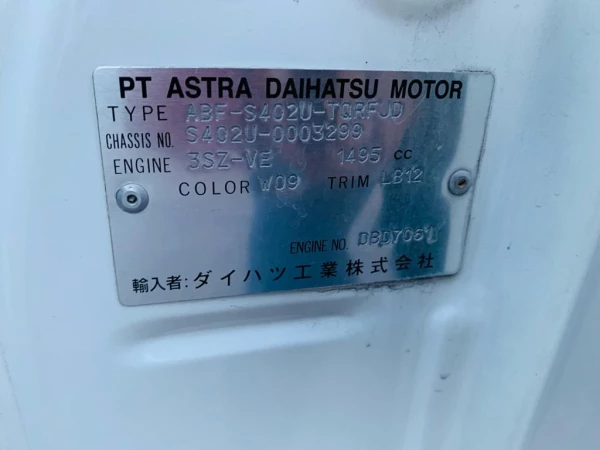 PT ASTRA DAIHATSU MOTOR
TYPE ABF-S402U-TQRFJD
CHASSIS NO. S402U-0003299
ENGINE 3SZ-VE 1495 cc
COLOR W09 TRIM LB12
ENGINE NO. DBD7061
輸入者:ダイハツ工業株式会社